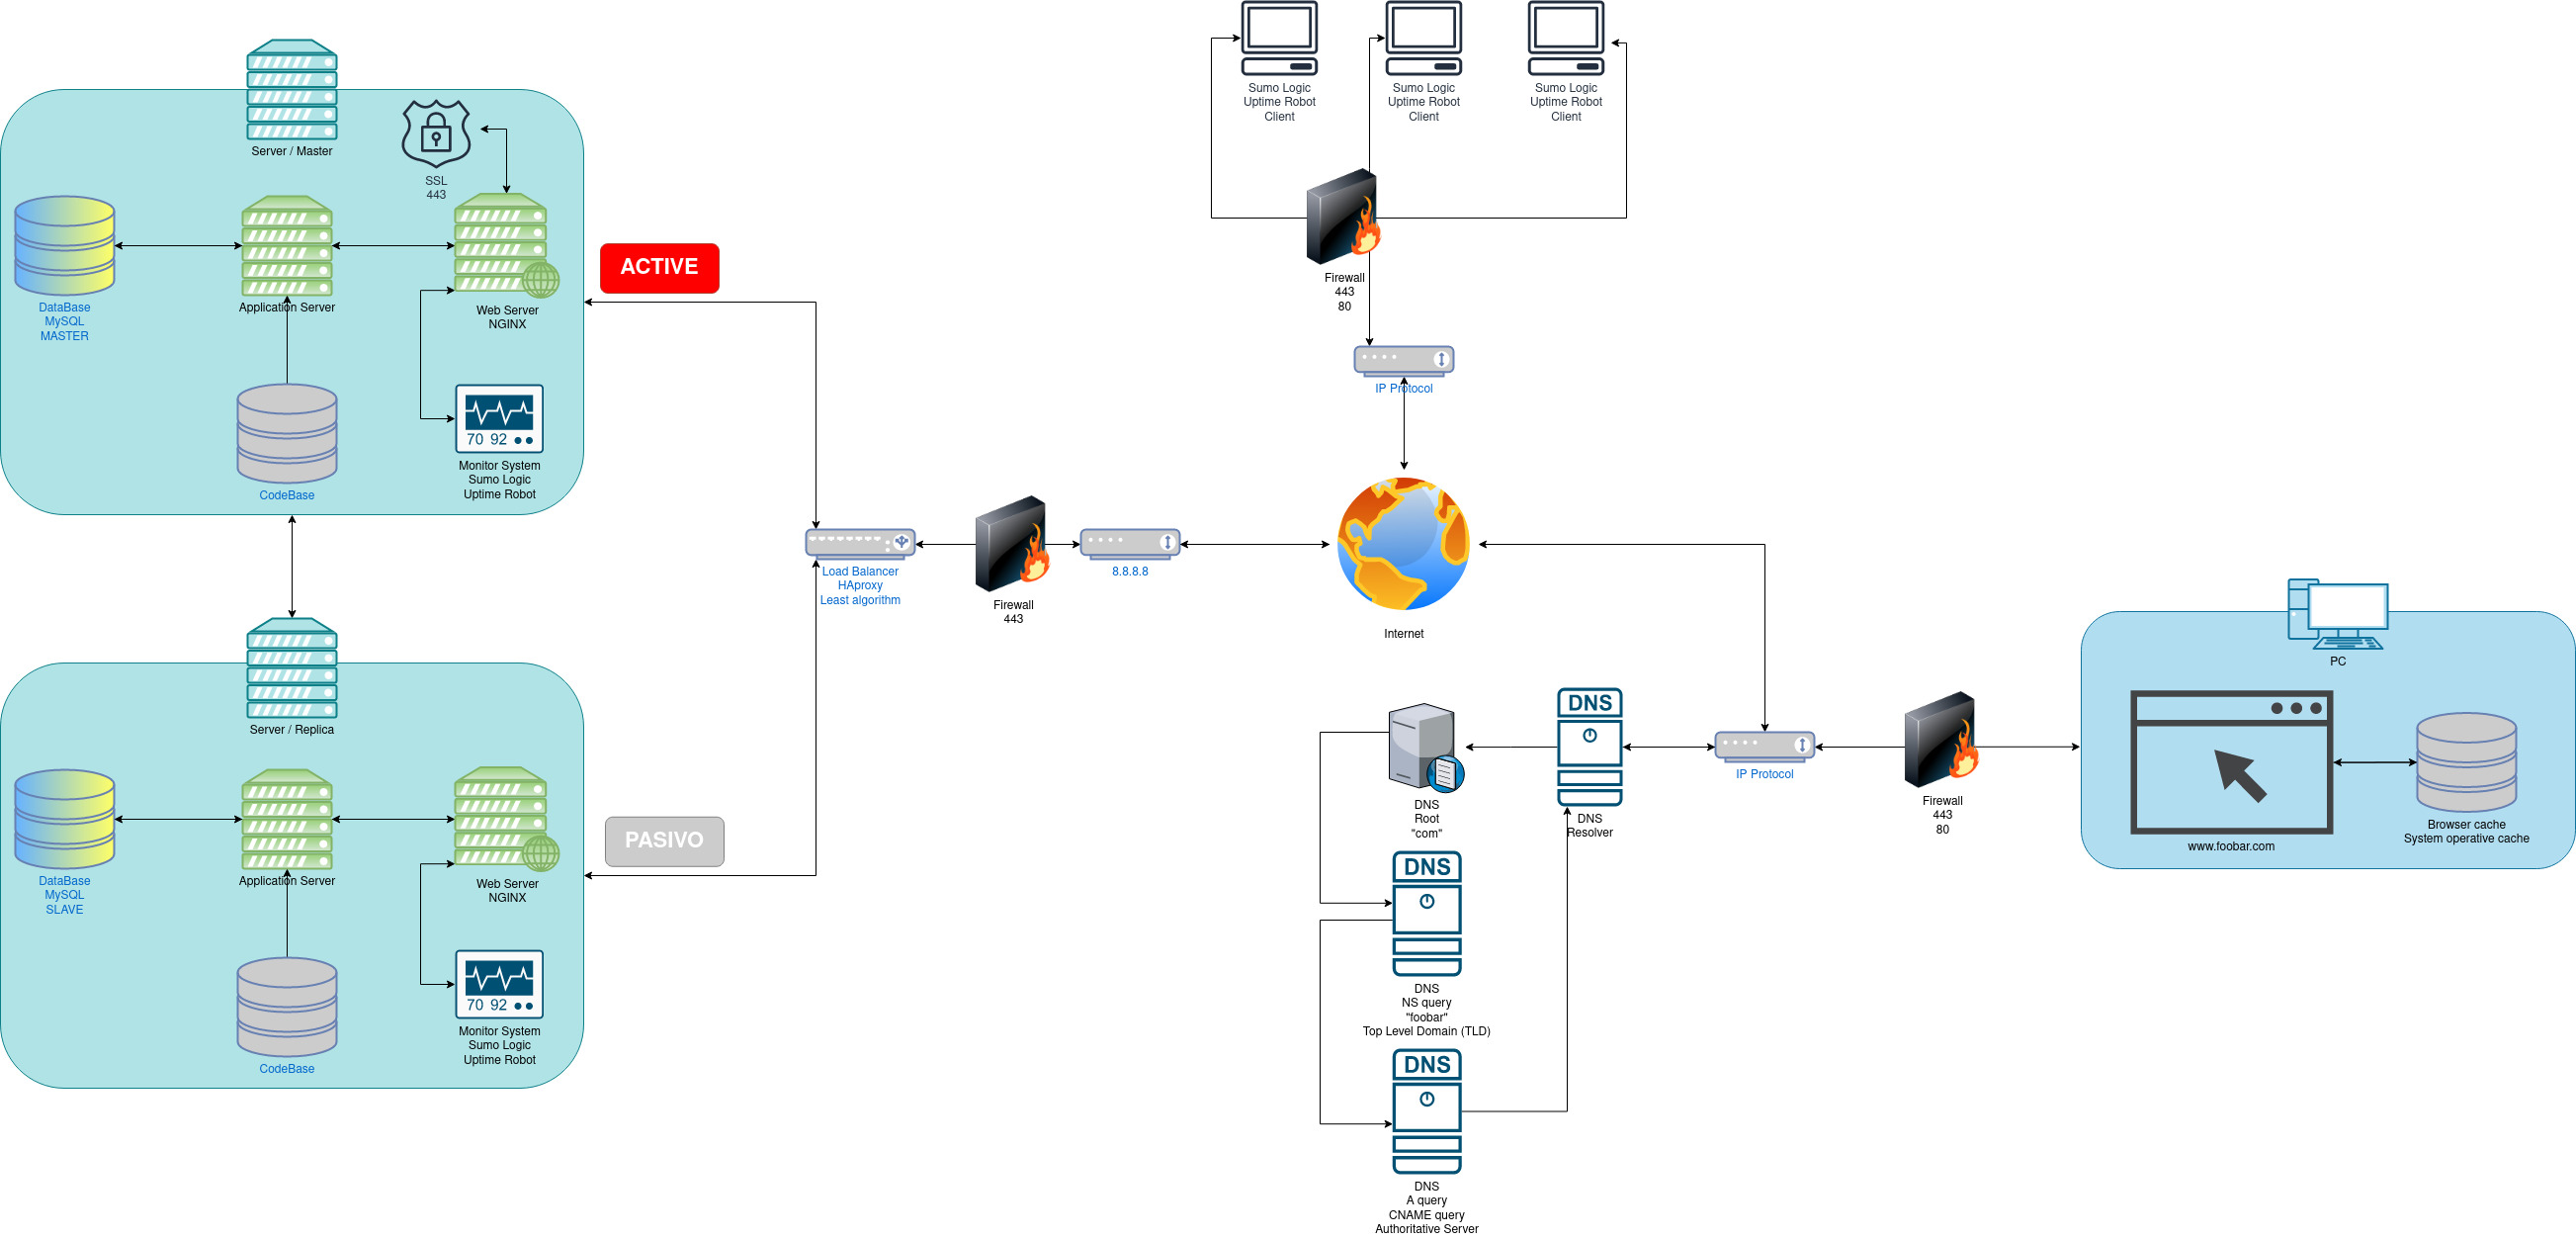 Sumo Logic
Uptime Robot
Client
Sumo Logic
Uptime Robot
Client
Sumo Logic
Uptime Robot
Client
Server / Master
SSL
443
DataBase
MySQL
MASTER
Application Server
Web Server
NGINX
ACTIVE
CodeBase
70 92
Monitor System
Sumo Logic
Uptime Robot
Firewall
443
80
IP Protocol
Load Balancer
HAproxy
Least algorithm
Firewall
443
8.8.8.8
Internet
Server / Replica
DataBase
MySQL
SLAVE
Application Server
Web Server
NGINX
PASIVO
CodeBase
70 92
Monitor System
Sumo Logic
Uptime Robot
DNS
Root
"com"
DNS
DNS
Resolver
IP Protocol
Firewall
443
80
PC
www.foobar.com
Browser cache
System operative cache
DNS
DNS
NS query
"foobar"
Top Level Domain (TLD)
DNS
DNS
A query
CNAME query
Authoritative Server